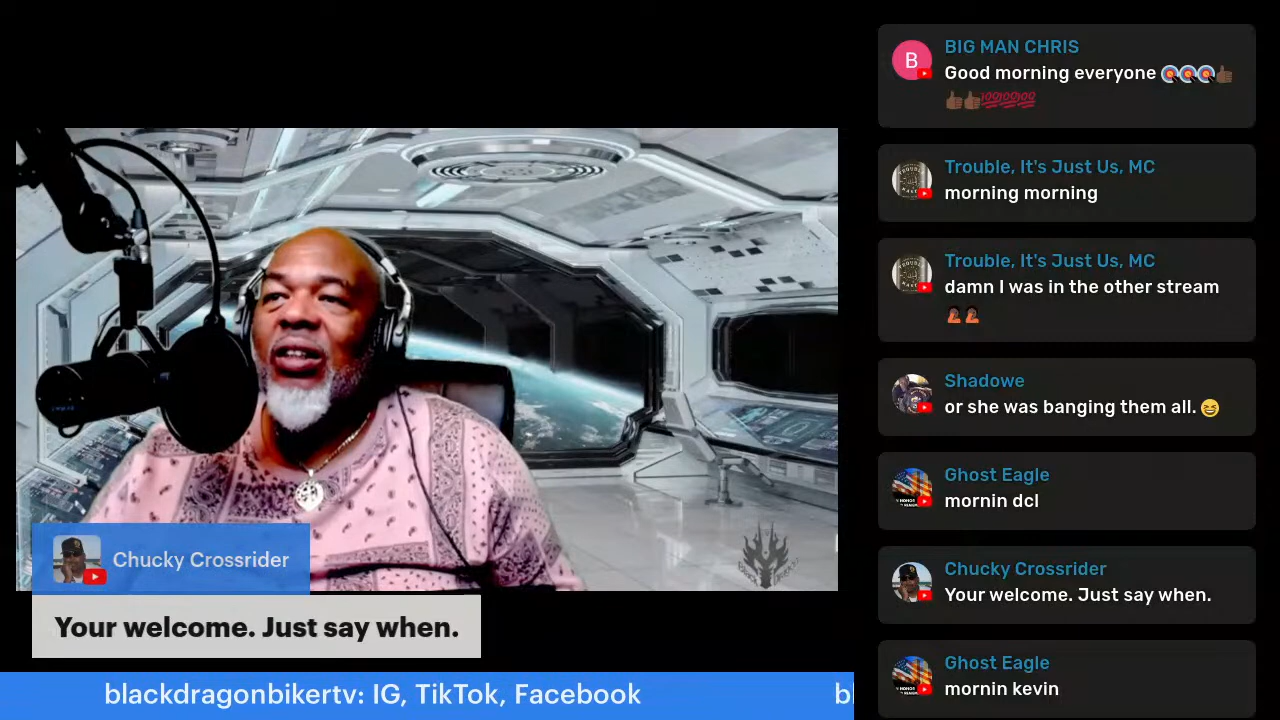 BIG MAN CHRIS
B
Good morning everyone 🎯🎯🎯👍🏾
👍🏾👍🏾💯💯💯
Trouble, It's Just Us, MC
morning morning
Trouble, It's Just Us, MC
damn I was in the other stream
🤦🏾‍♂️🤦🏾‍♂️
Shadowe
or she was banging them all. 😆
Ghost Eagle
mornin dcl
Chucky Crossrider
Your welcome. Just say when.
Ghost Eagle
mornin kevin
Chucky Crossrider
Your welcome. Just say when.
blackdragonbikertv: IG, TikTok, Facebook